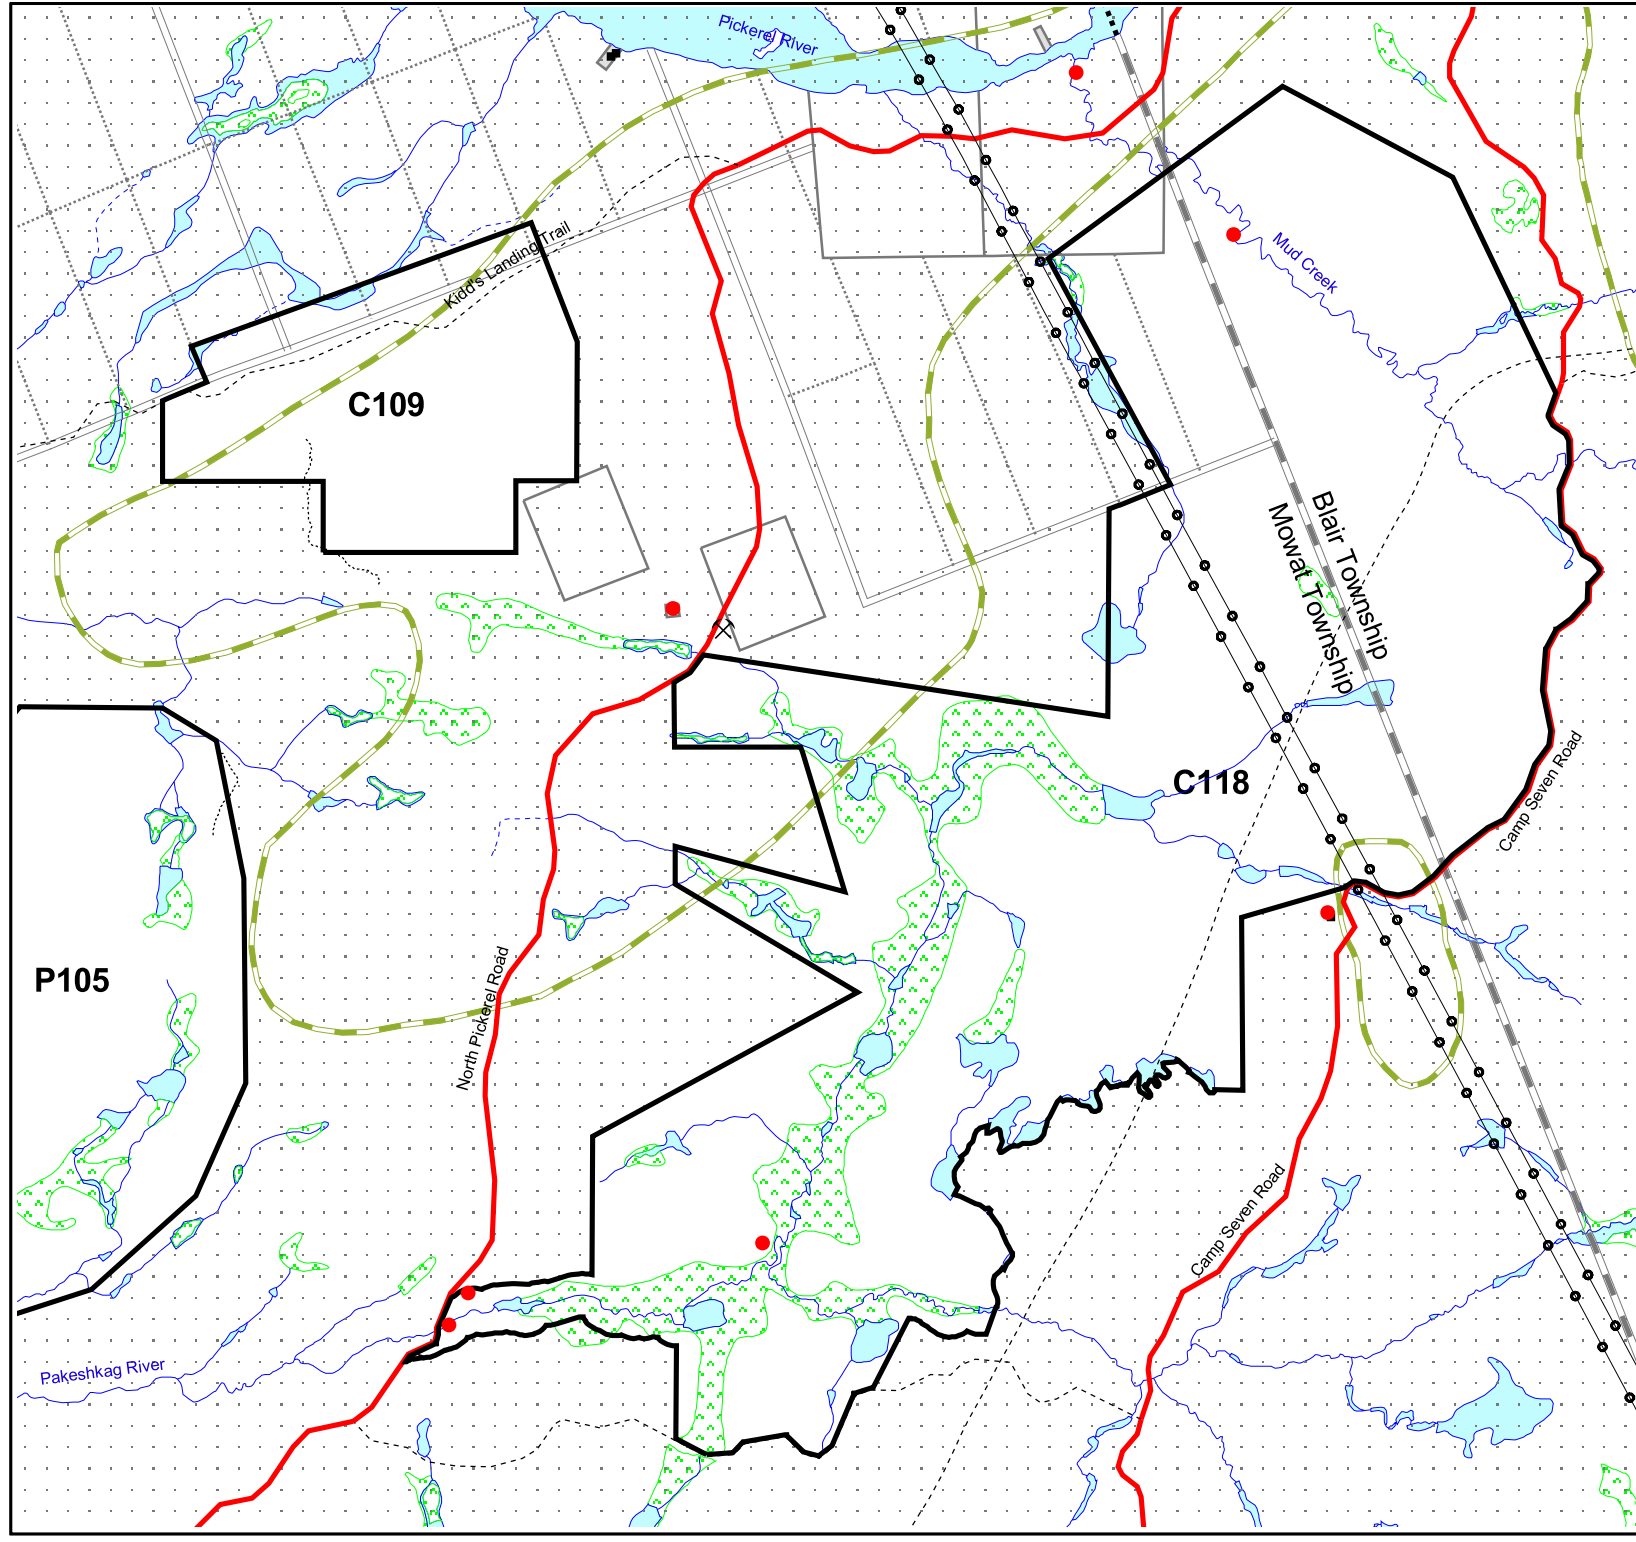 Pickerel River
Kidd's Landing Trail
Mud Creek
C109
Blair Township
Mowat Township
C118
Camp Seven Road
P105
North Pickerel Road
Camp Seven Road
Pakeshkag River